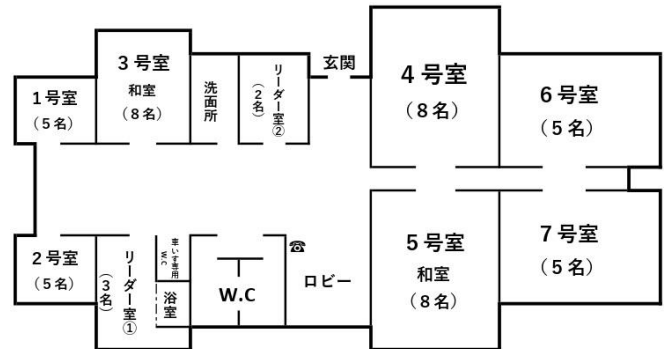 1号室
（5名）
3号室
和室
（8名）
洗面所
リーダー室②
（2名）
玄関
4号室
（8名）
6号室
（5名）
2号室
（5名）
リーダー室①
（3名）
車いす専用
W.C
浴室
W.C
☎
ロビー
5号室
和室
（8名）
7号室
（5名）